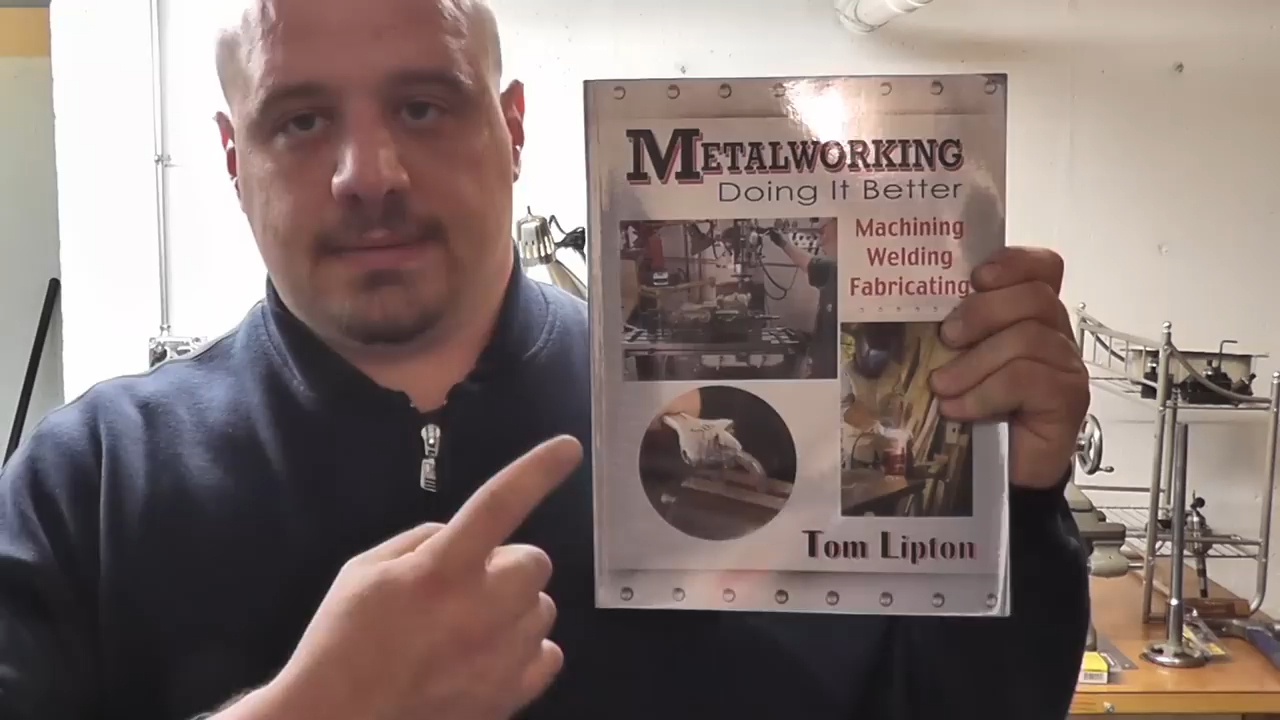 METALWORKING
Doing It Better
Machining
Welding
Fabricating
Tom Lipton